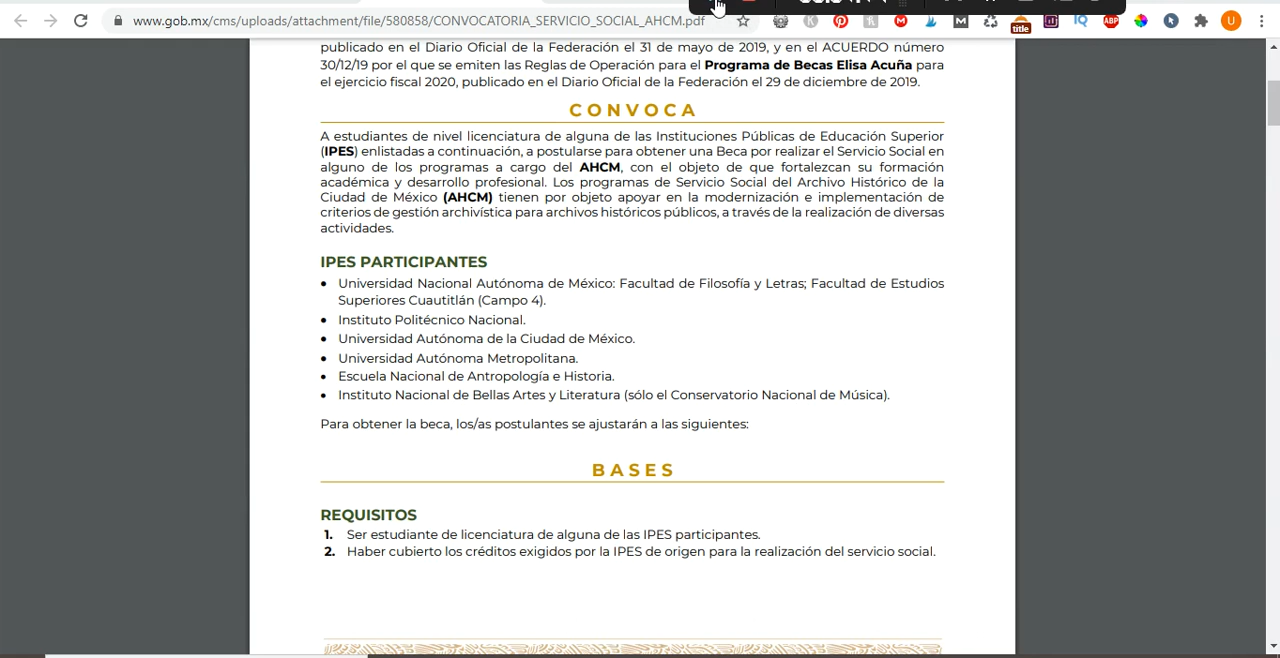 www.gob.mx/cms/uploads/attachment/file/580858/CONVOCATORIA_SERVICIO_SOCIAL_AHCM.pdf
title
ABP
U
publicado en el Diario Oficial de la Federación el 31 de mayo de 2019, y en el ACUERDO número
30/12/19 por el que se emiten las Reglas de Operación para el Programa de Becas Elisa Acuña para
el ejercicio fiscal 2020, publicado en el Diario Oficial de la Federación el 29 de diciembre de 2019.
CONVOCA
A estudiantes de nivel licenciatura de alguna de las Instituciones Públicas de Educación Superior
(IPES) enlistadas a continuación, a postularse para obtener una Beca por realizar el Servicio Social en
alguno de los programas a cargo del AHCM, con el objeto de que fortalezcan su formación
académica y desarrollo profesional. Los programas de Servicio Social del Archivo Histórico de la
Ciudad de México (AHCM) tienen por objeto apoyar en la modernización e implementación de
criterios de gestión archivística para archivos históricos públicos, a través de la realización de diversas
actividades.
IPES PARTICIPANTES
• Universidad Nacional Autónoma de México: Facultad de Filosofía y Letras; Facultad de Estudios
Superiores Cuautitlán (Campo 4).
• Instituto Politécnico Nacional.
• Universidad Autónoma de la Ciudad de México.
• Universidad Autónoma Metropolitana.
• Escuela Nacional de Antropología e Historia.
• Instituto Nacional de Bellas Artes y Literatura (sólo el Conservatorio Nacional de Música).
Para obtener la beca, los/as postulantes se ajustarán a las siguientes:
BASES
REQUISITOS
1. Ser estudiante de licenciatura de alguna de las IPES participantes.
2. Haber cubierto los créditos exigidos por la IPES de origen para la realización del servicio social.